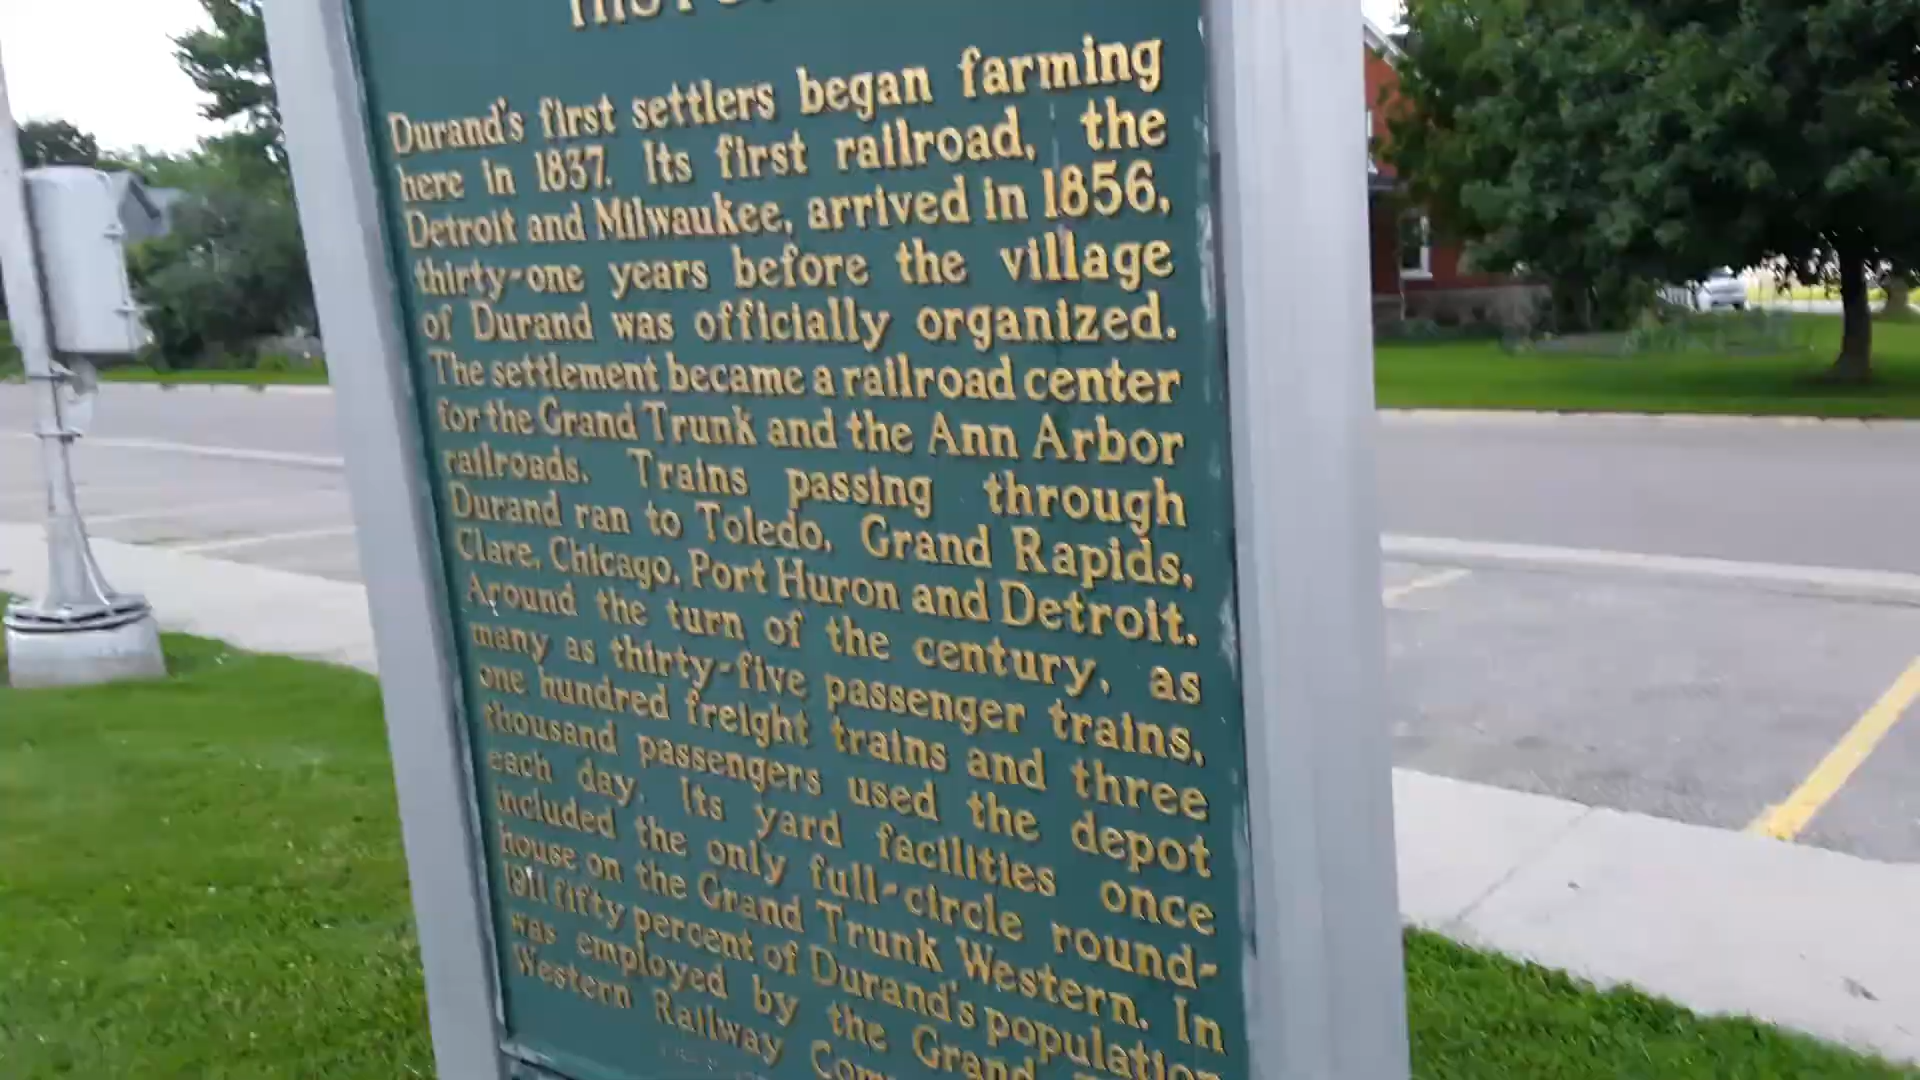 Durand's first settlers began farming
here in 1837. Its first railroad, the
Detroit and Milwaukee, arrived in 1856,
thirty-one years before the village
of Durand was officially organized.
The settlement became a railroad center
for the Grand Trunk and the Ann Arbor
railroads. Trains passing through
Durand ran to Toledo, Grand Rapids,
Clare, Chicago, Port Huron and Detroit.
Around the turn of the century, as
many as thirty-five passenger trains,
one hundred freight trains and three
thousand passengers used the depot
each day. Its yard facilities once
included the only full-circle round-
house on the Grand Trunk Western. In
1911 fifty percent of Durand's population
was employed by the Grand
Western Railway